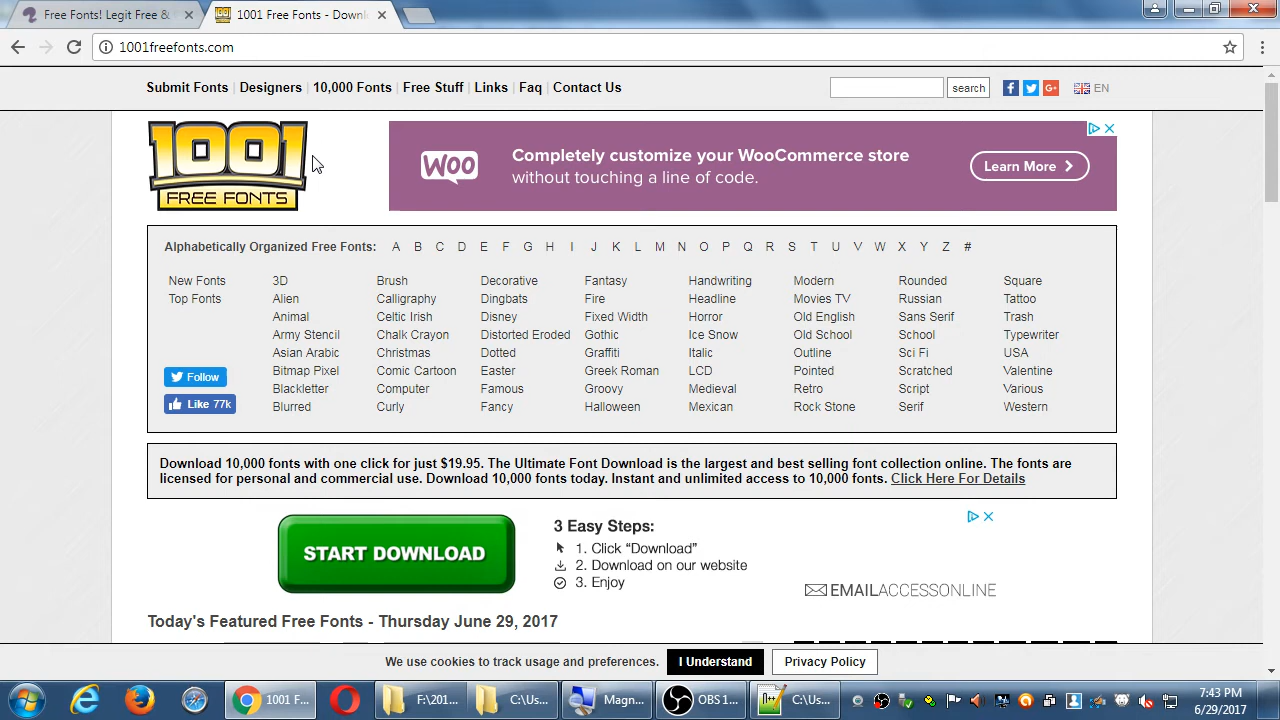 Free Fonts! Legit Free &
1001 Free Fonts - Downl
1001freefonts.com
Submit Fonts | Designers | 10,000 Fonts | Free Stuff | Links | Faq | Contact Us
search
EN
1001
FREE FONTS
WOO
Completely customize your WooCommerce store
without touching a line of code.
Learn More
Alphabetically Organized Free Fonts: A B C D E F G H I J K L M N O P Q R S T U V W X Y Z #
New Fonts 3D Brush Decorative Fantasy Handwriting Modern Rounded Square
Top Fonts Alien Calligraphy Dingbats Fire Headline Movies TV Russian Tattoo
Animal Celtic Irish Disney Fixed Width Horror Old English Sans Serif Trash
Army Stencil Chalk Crayon Distorted Eroded Gothic Ice Snow Old School School Typewriter
Asian Arabic Christmas Dotted Graffiti Italic Outline Sci Fi USA
Follow Bitmap Pixel Comic Cartoon Easter Greek Roman LCD Pointed Scratched Valentine
Blackletter Computer Famous Groovy Medieval Retro Script Various
Like 77k Blurred Curly Fancy Halloween Mexican Rock Stone Serif Western
Download 10,000 fonts with one click for just $19.95. The Ultimate Font Download is the largest and best selling font collection online. The fonts are
licensed for personal and commercial use. Download 10,000 fonts today. Instant and unlimited access to 10,000 fonts. Click Here For Details
START DOWNLOAD
3 Easy Steps:
1. Click “Download”
2. Download on our website
3. Enjoy
EMAILACCESSONLINE
Today's Featured Free Fonts - Thursday June 29, 2017
We use cookies to track usage and preferences. I Understand Privacy Policy
1001 F... F:\201... C:\Us... Magn... OBS 1... C:\Us...
7:43 PM
6/29/2017